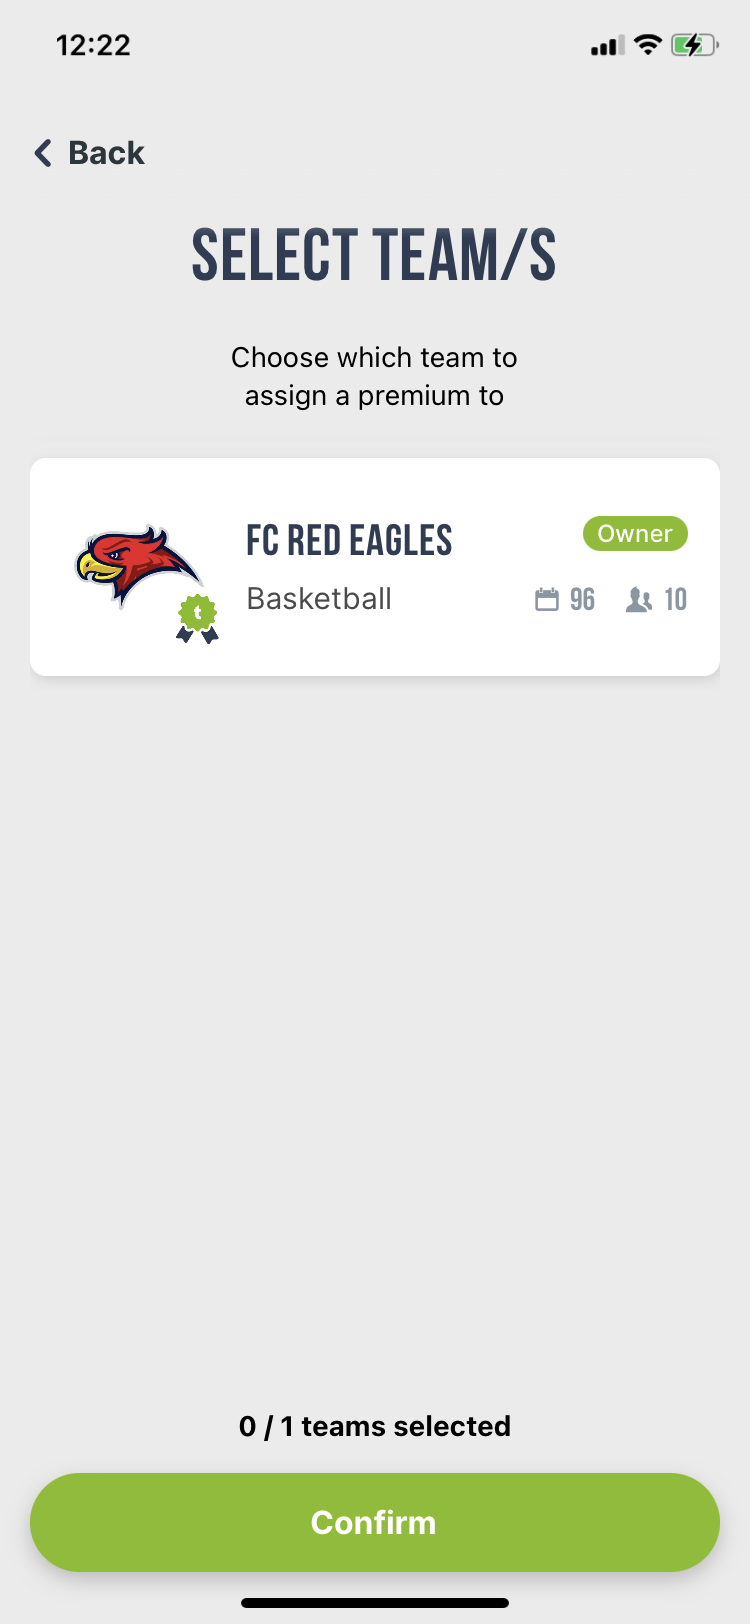 12:22
Back
SELECT TEAM/S
Choose which team to
assign a premium to
FC RED EAGLES
Owner
Basketball
96
10
t
0 / 1 teams selected
Confirm